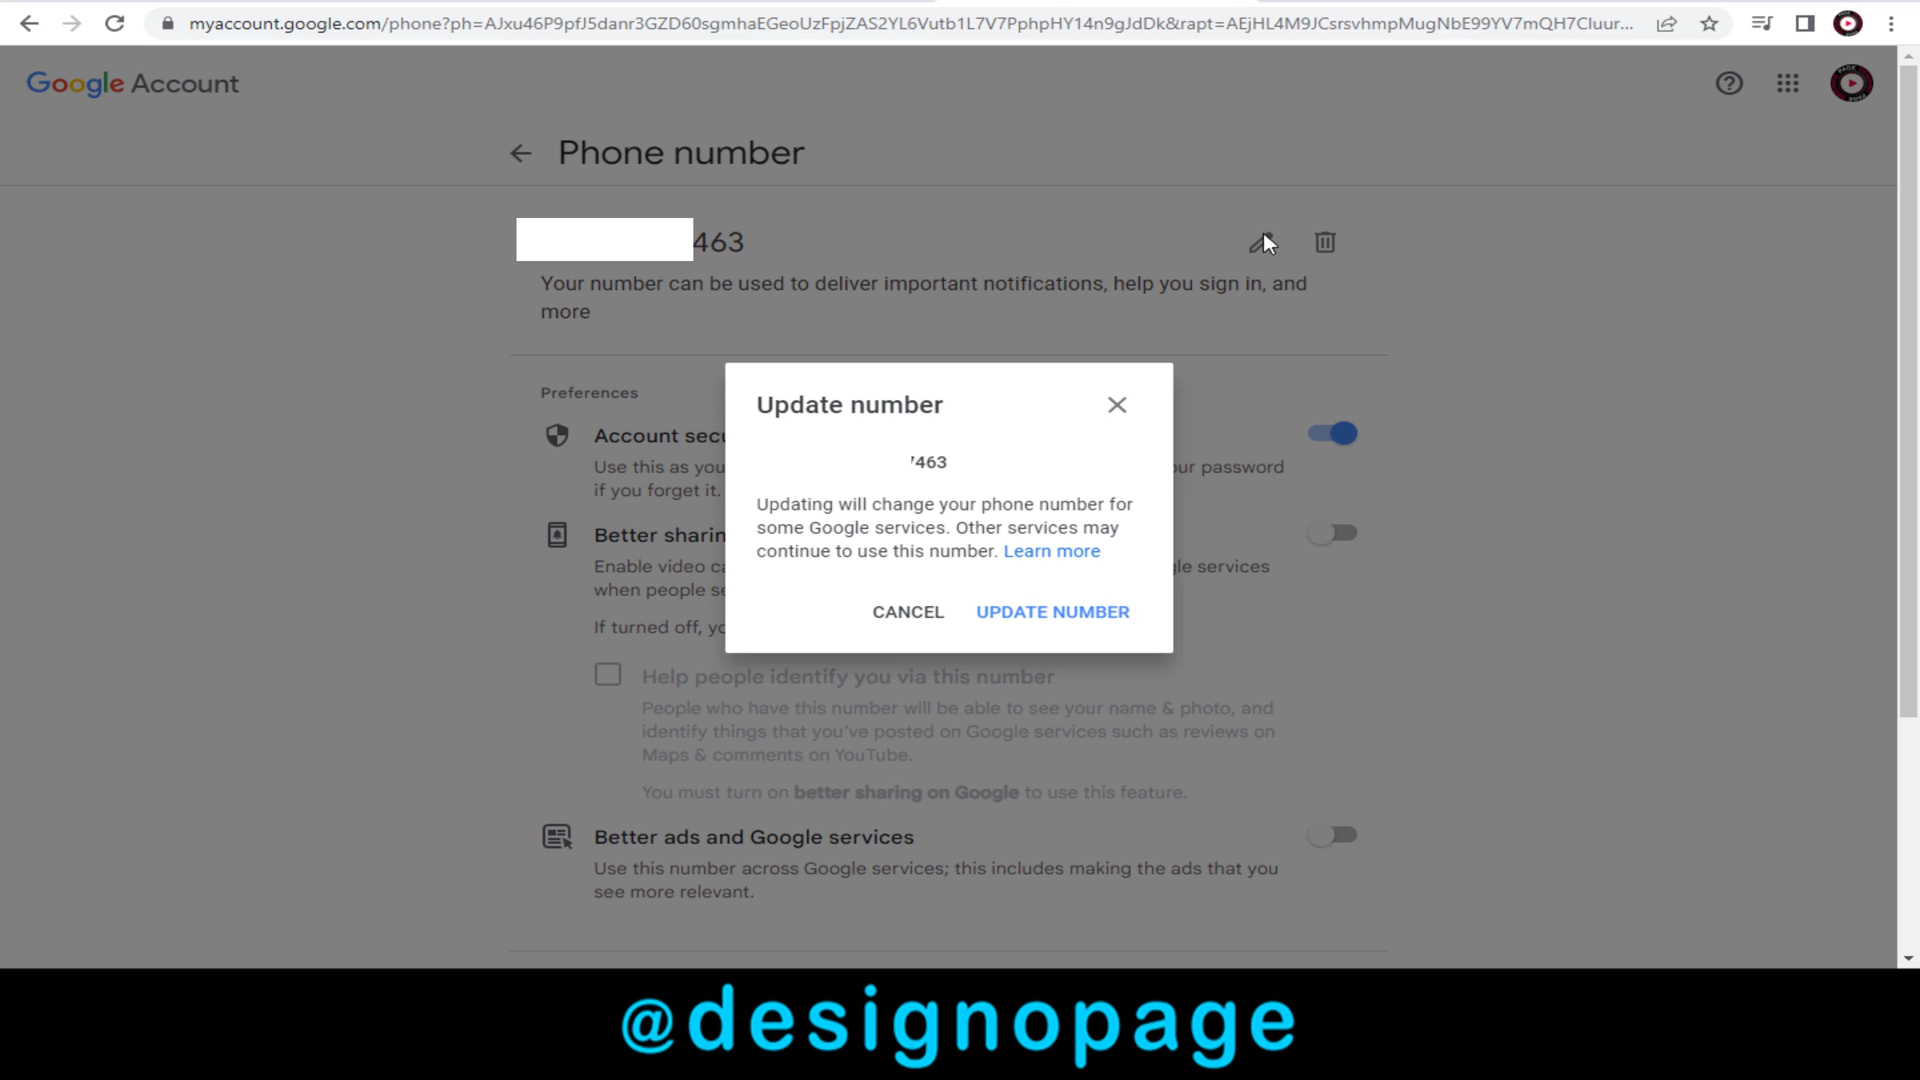 myaccount.google.com/phone?ph=AJxu46P9pfJ5danr3GZD60sgmhaEGeoUzFpjZAS2YL6Vutb1L7V7PphpHY14n9gJdDk&rapt=AEjHL4M9JCsrsvhmpMugNbE99YV7mQH7Cluur...
Google Account
Phone number
463
Your number can be used to deliver important notifications, help you sign in, and
more
Preferences
Update number
7463
Updating will change your phone number for
some Google services. Other services may
continue to use this number. Learn more
CANCEL UPDATE NUMBER
Account secu
Use this as you our password
if you forget it.
Better sharin
Enable video ca gle services
when people se
If turned off, yo
Help people identify you via this number
People who have this number will be able to see your name & photo, and
identify things that you've posted on Google services such as reviews on
Maps & comments on YouTube.
You must turn on better sharing on Google to use this feature.
Better ads and Google services
Use this number across Google services; this includes making the ads that you
see more relevant.
@designopage